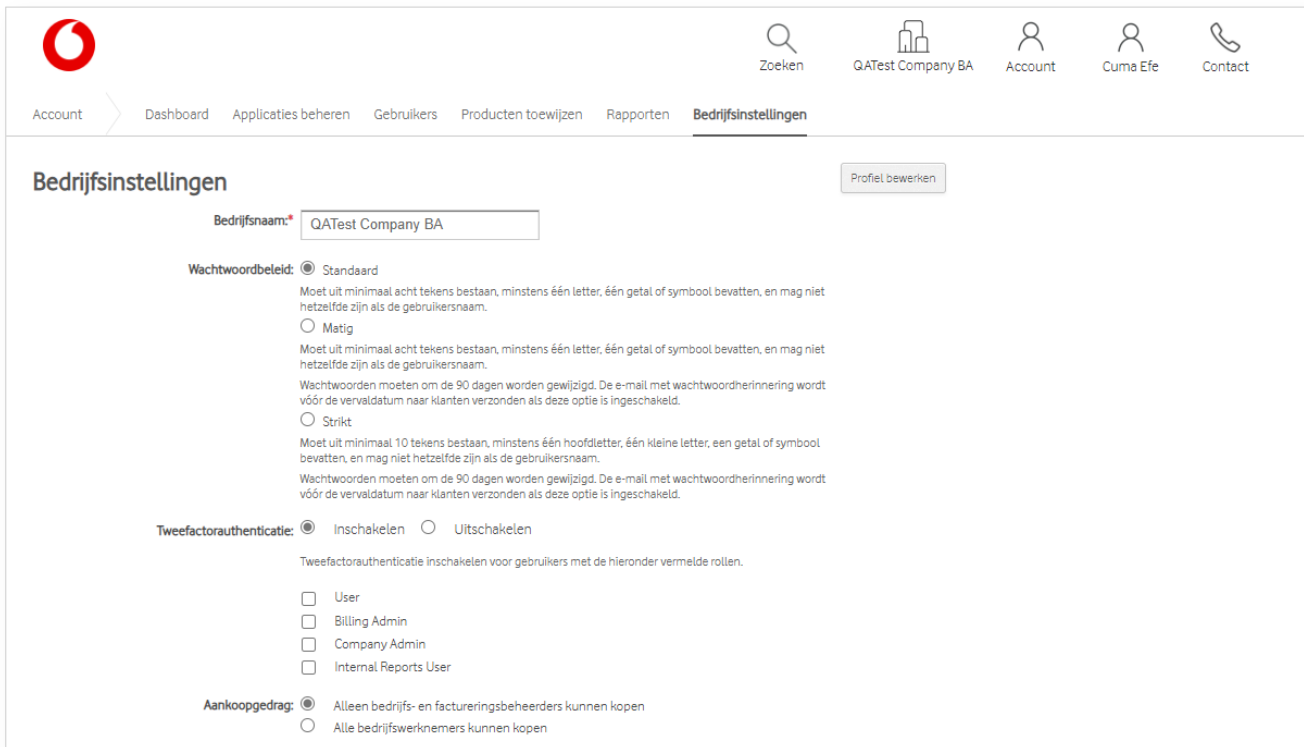 Zoeken
QATest Company BA
Account
Cuma Efe
Contact
Account
Dashboard
Applicaties beheren
Gebruikers
Producten toewijzen
Rapporten
Bedrijfsinstellingen
Bedrijfsinstellingen
Profiel bewerken
Bedrijfsnaam:*
QATest Company BA
Wachtwoordbeleid:
Standaard
Moet uit minimaal acht tekens bestaan, minstens één letter, één getal of symbool bevatten, en mag niet
hetzelfde zijn als de gebruikersnaam.
Matig
Moet uit minimaal acht tekens bestaan, minstens één letter, één getal of symbool bevatten, en mag niet
hetzelfde zijn als de gebruikersnaam.
Wachtwoorden moeten om de 90 dagen worden gewijzigd. De e-mail met wachtwoordherinnering wordt
vóór de vervaldatum naar klanten verzonden als deze optie is ingeschakeld.
Strikt
Moet uit minimaal 10 tekens bestaan, minstens één hoofdletter, één kleine letter, een getal of symbool
bevatten, en mag niet hetzelfde zijn als de gebruikersnaam.
Wachtwoorden moeten om de 90 dagen worden gewijzigd. De e-mail met wachtwoordherinnering wordt
vóór de vervaldatum naar klanten verzonden als deze optie is ingeschakeld.
Tweefactorauthenticatie:
Inschakelen
Uitschakelen
Tweefactorauthenticatie inschakelen voor gebruikers met de hieronder vermelde rollen.
User
Billing Admin
Company Admin
Internal Reports User
Aankoopgedrag:
Alleen bedrijfs- en factureringsbeheerders kunnen kopen
Alle bedrijfswerknemers kunnen kopen